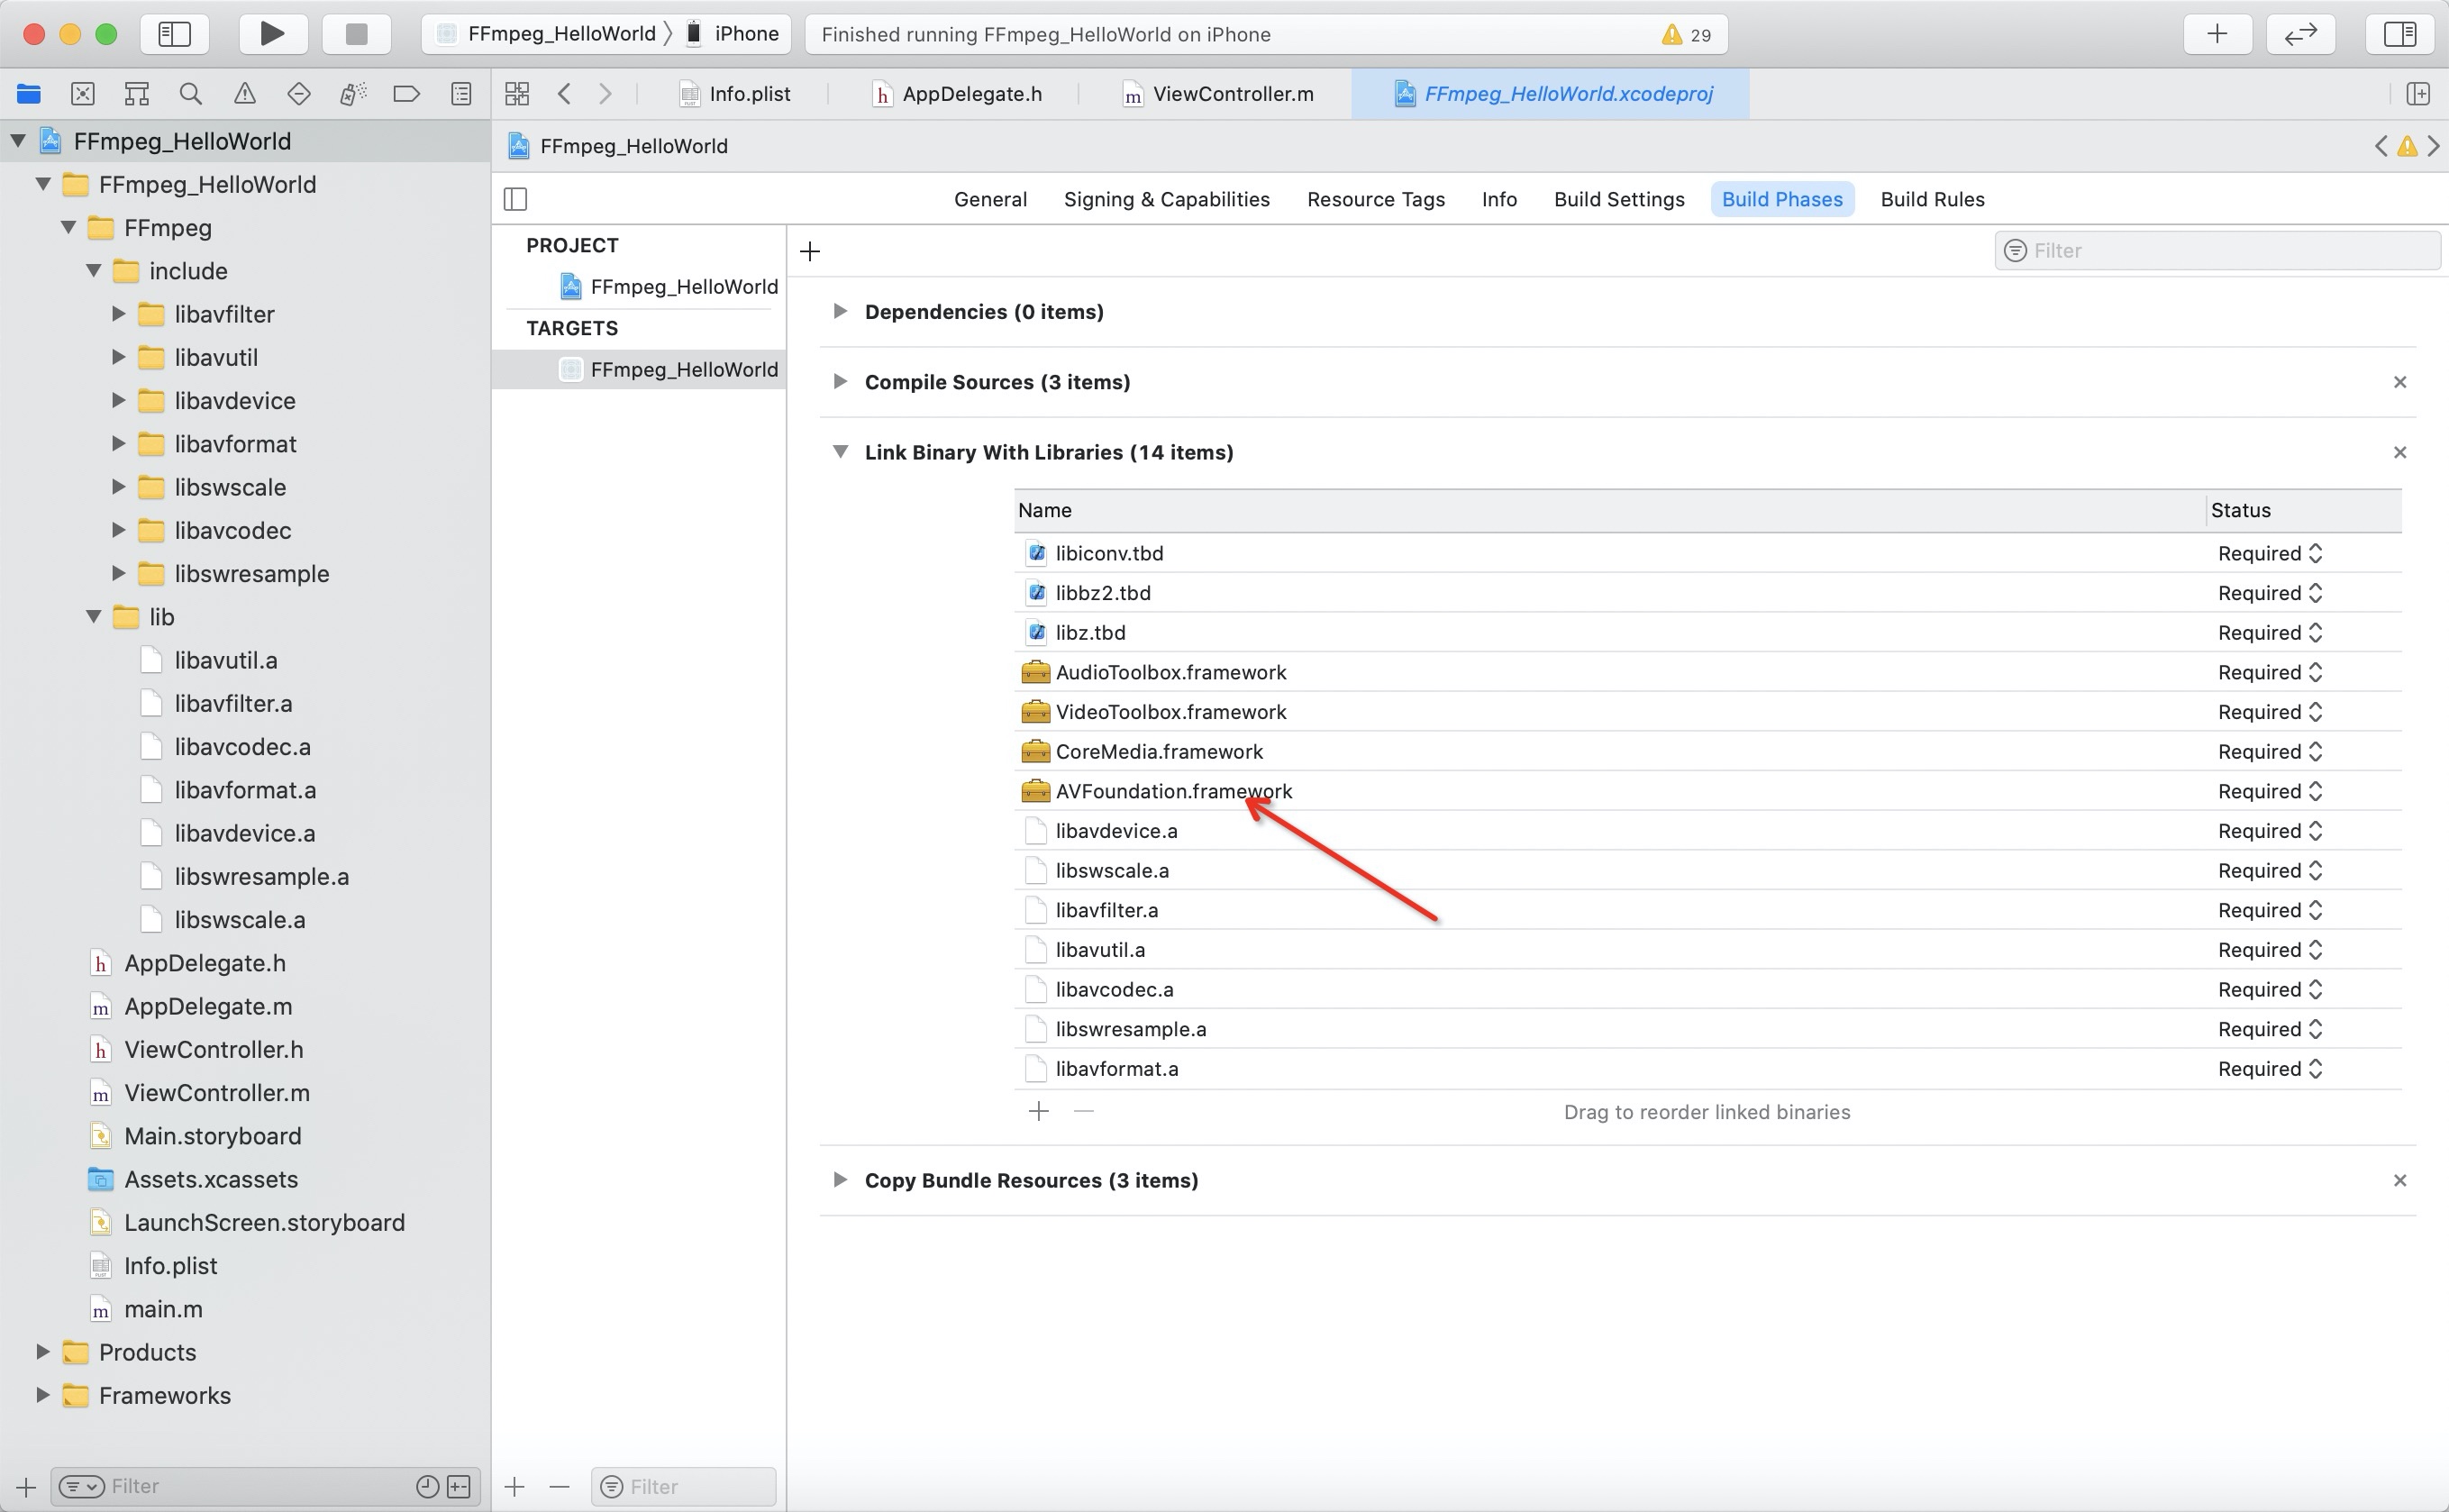 FFmpeg_HelloWorld
iPhone
Finished running FFmpeg_HelloWorld on iPhone
29
Info.plist
AppDelegate.h
ViewController.m
FFmpeg_HelloWorld.xcodeproj
FFmpeg_HelloWorld
FFmpeg_HelloWorld
FFmpeg
include
libavfilter
libavutil
libavdevice
libavformat
libswscale
libavcodec
libswresample
lib
libavutil.a
libavfilter.a
libavcodec.a
libavformat.a
libavdevice.a
libswresample.a
libswscale.a
AppDelegate.h
AppDelegate.m
ViewController.h
ViewController.m
Main.storyboard
Assets.xcassets
LaunchScreen.storyboard
Info.plist
main.m
Products
Frameworks
Filter
FFmpeg_HelloWorld
General
Signing & Capabilities
Resource Tags
Info
Build Settings
Build Phases
Build Rules
PROJECT
FFmpeg_HelloWorld
TARGETS
FFmpeg_HelloWorld
Filter
Filter
Dependencies (0 items)
Compile Sources (3 items)
Link Binary With Libraries (14 items)
Name Status
libiconv.tbd Required
libbz2.tbd Required
libz.tbd Required
AudioToolbox.framework Required
VideoToolbox.framework Required
CoreMedia.framework Required
AVFoundation.framework Required
libavdevice.a Required
libswscale.a Required
libavfilter.a Required
libavutil.a Required
libavcodec.a Required
libswresample.a Required
libavformat.a Required
Drag to reorder linked binaries
Copy Bundle Resources (3 items)